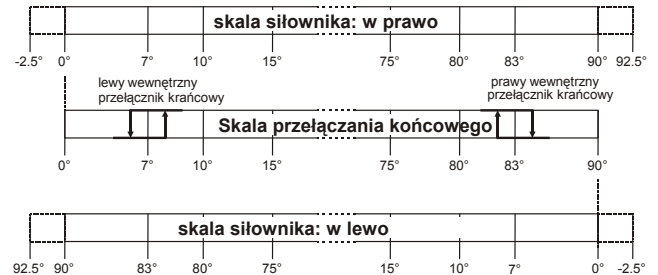 skala siłownika: w prawo
-2.5° 0° 7° 10° 15° 75° 80° 83° 90° 92.5°
lewy wewnętrzny
przełącznik krańcowy
prawy wewnętrzny
przełącznik krańcowy
Skala przełączania końcowego
0° 7° 10° 15° 75° 80° 83° 90°
skala siłownika: w lewo
92.5° 90° 83° 80° 75° 15° 10° 7° 0° -2.5°